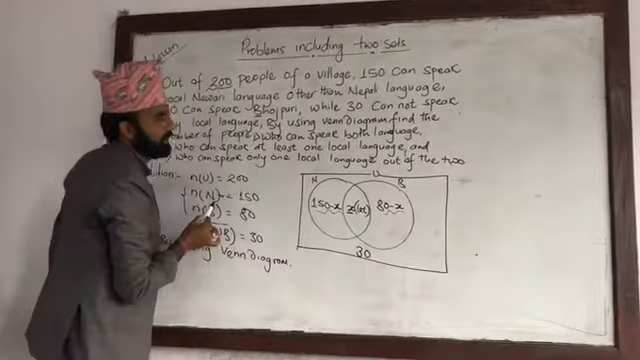 Problems including two sets
Out of 200 people of a village, 150 can speak
local Newari language other than Nepal language,
0 can speak Bhojpuri, while 30 can not speak
local language, By using venn diagram find the
number of people who can speak both language,
who can speak at least one local language and
who can speak only one local language out of the two
n(U) = 200
n(N) = 150
= 80
= 30
Venn diagram.
U
N B
150-x x 80-x
30